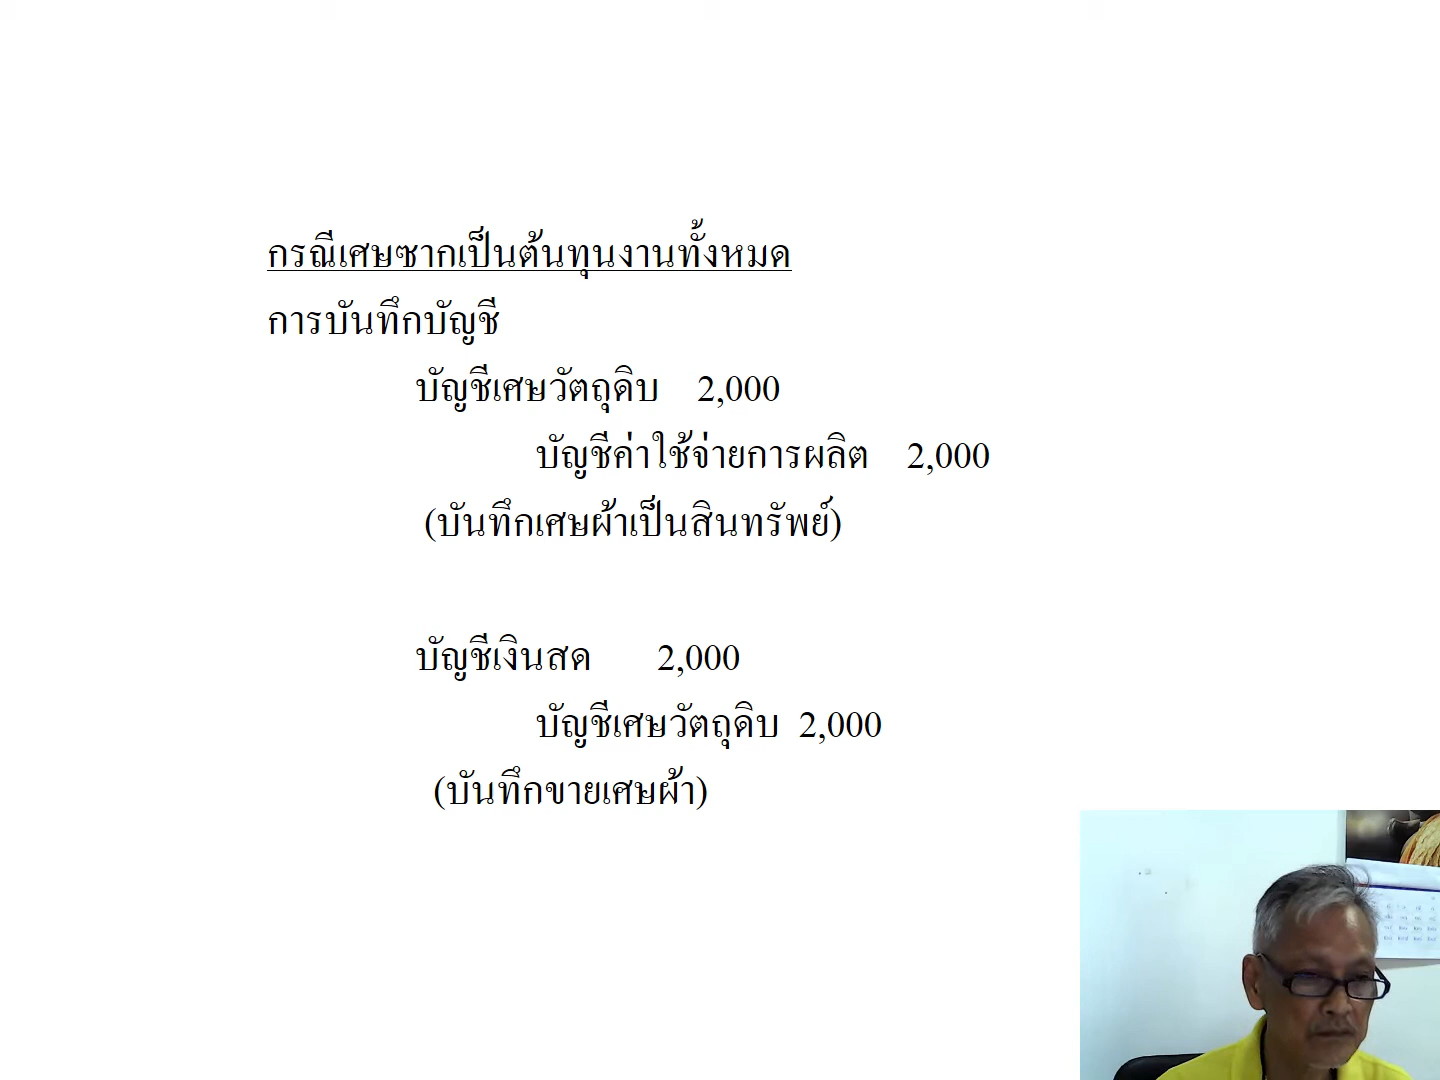 กรณีเศษซากเป็นต้นทุนงานทั้งหมด
การบันทึกบัญชี
บัญชีเศษวัตถุดิบ 2,000
บัญชีค่าใช้จ่ายการผลิต 2,000
(บันทึกเศษผ้าเป็นสินทรัพย์)
บัญชีเงินสด 2,000
บัญชีเศษวัตถุดิบ 2,000
(บันทึกขายเศษผ้า)